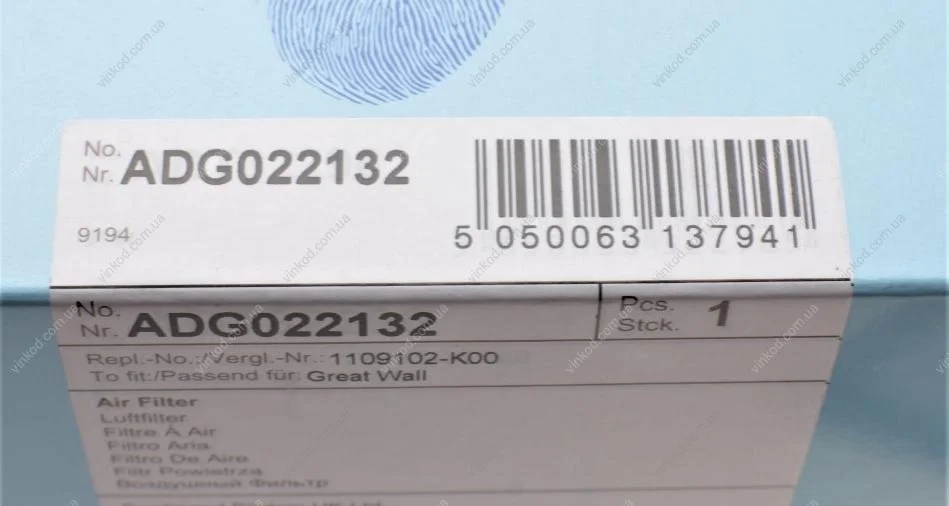 No.
Nr. ADG022132
9194
5 050063 137941
No.
Nr. ADG022132
Pcs.
Stck. 1
Repl.-No.:/Vergl.-Nr.: 1109102-K00
To fit:/Passend für: Great Wall
Air Filter
Luftfilter
Filtre À Air
Filtro Aria
Filtro De Aire
Filtr Powietrza
Воздушный Фильтр
vinkod.com.ua